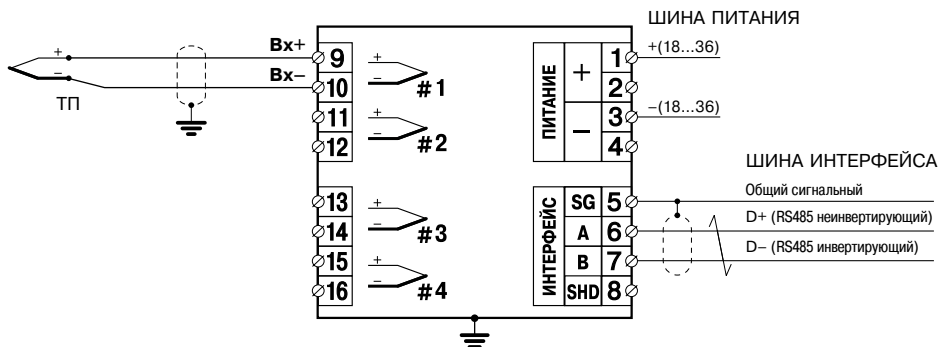 ШИНА ПИТАНИЯ
+(18...36)
−(18...36)
ШИНА ИНТЕРФЕЙСА
Общий сигнальный
D+ (RS485 неинвертирующий)
D− (RS485 инвертирующий)
+
−
ТП
Вх+
Вх−
9
10
11
12
13
14
15
16
+
−
#1
+
−
#2
+
−
#3
+
−
#4
ПИТАНИЕ
+
−
1
2
3
4
ИНТЕРФЕЙС
SG 5
A 6
B 7
SHD 8